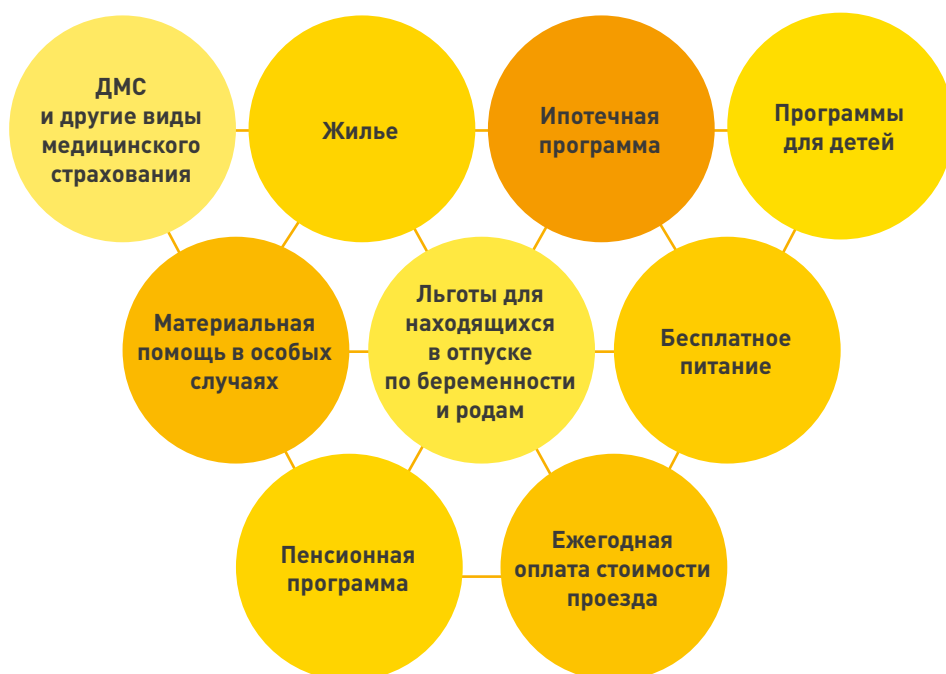 ДМС
и другие виды
медицинского
страхования
Жилье
Ипотечная
программа
Программы
для детей
Материальная
помощь в особых
случаях
Льготы для
находящихся
в отпуске
по беременности
и родам
Бесплатное
питание
Пенсионная
программа
Ежегодная
оплата стоимости
проезда